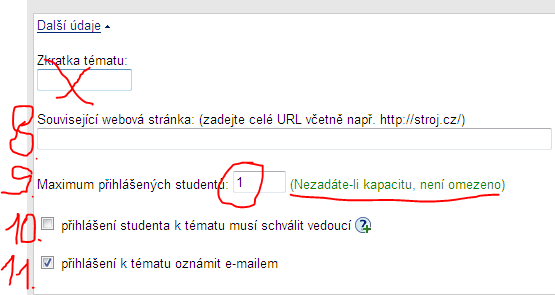 Další údaje
Zkratka tématu:
8. Související webová stránka: (zadejte celé URL včetně např. http://stroj.cz/)
9. Maximum přihlášených studentů: 1 (Nezadáte-li kapacitu, není omezeno)
10. přihlášení studenta k tématu musí schválit vedoucí
11. přihlášení k tématu oznámit e-mailem